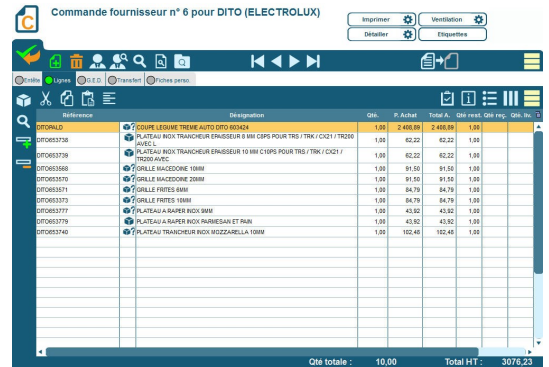 C
Commande fournisseur n° 6 pour DITO (ELECTROLUX)
Imprimer
Ventilation
Détailler
Etiquettes
Entête
Lignes
G.E.D.
Transfert
Fiches perso.
Référence Désignation Qté. P. Achat Total A. Qté rest. Qté reç. Qté. liv.
DITOPALD ? COUPE LEGUME TREMIE AUTO DITO 603424 1,00 2 408,89 2 408,89 1,00
DITO653738 PLATEAU INOX TRANCHEUR EPAISSEUR 8 MM C8PS POUR TRS / TRK / CX21 / TR200
AVEC L 1,00 62,22 62,22 1,00
DITO653739 PLATEAU INOX TRANCHEUR EPAISSEUR 10 MM C10PS POUR TRS / TRK / CX21 /
TR200 AVEC 1,00 62,22 62,22 1,00
DITO653568 ? GRILLE MACEDOINE 10MM 1,00 91,50 91,50 1,00
DITO653570 ? GRILLE MACEDOINE 20MM 1,00 91,50 91,50 1,00
DITO653571 ? GRILLE FRITES 6MM 1,00 84,79 84,79 1,00
DITO653573 ? GRILLE FRITES 10MM 1,00 84,79 84,79 1,00
DITO653777 ? PLATEAU A RAPER INOX 9MM 1,00 43,92 43,92 1,00
DITO653779 PLATEAU A RAPER INOX PARMESAN ET PAIN 1,00 43,92 43,92 1,00
DITO653740 ? PLATEAU TRANCHEUR INOX MOZZARELLA 10MM 1,00 102,48 102,48 1,00
Qté totale : 10,00 Total HT : 3076,23